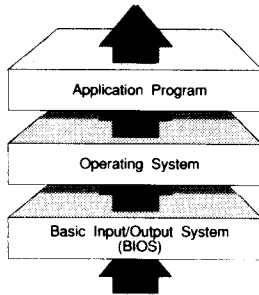 Application Program
Operating System
Basic Input/Output System
(BIOS)